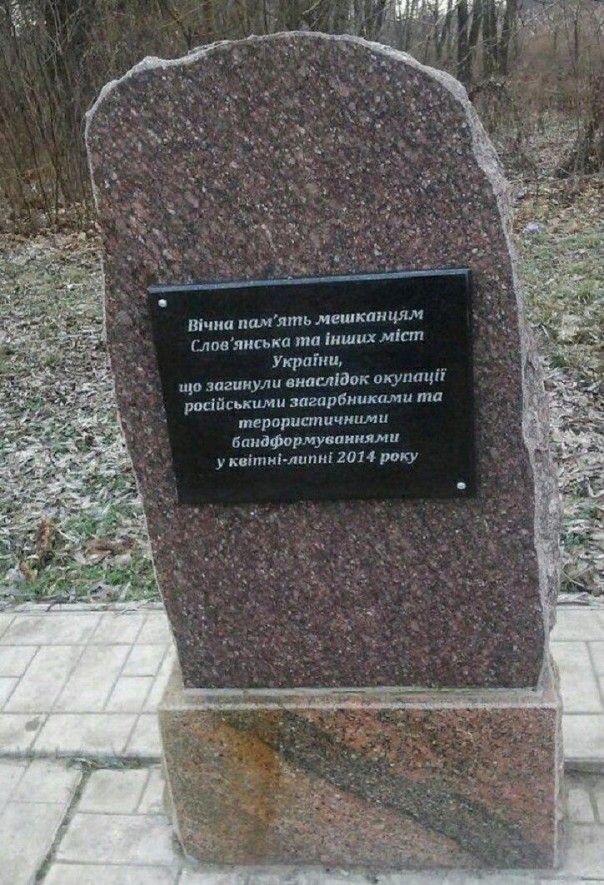 Вічна пам'ять мешканцям
Слов'янська та інших міст
України,
що загинули внаслідок окупації
російськими загарбниками та
терористичними
бандформуваннями
у квітні-липні 2014 року